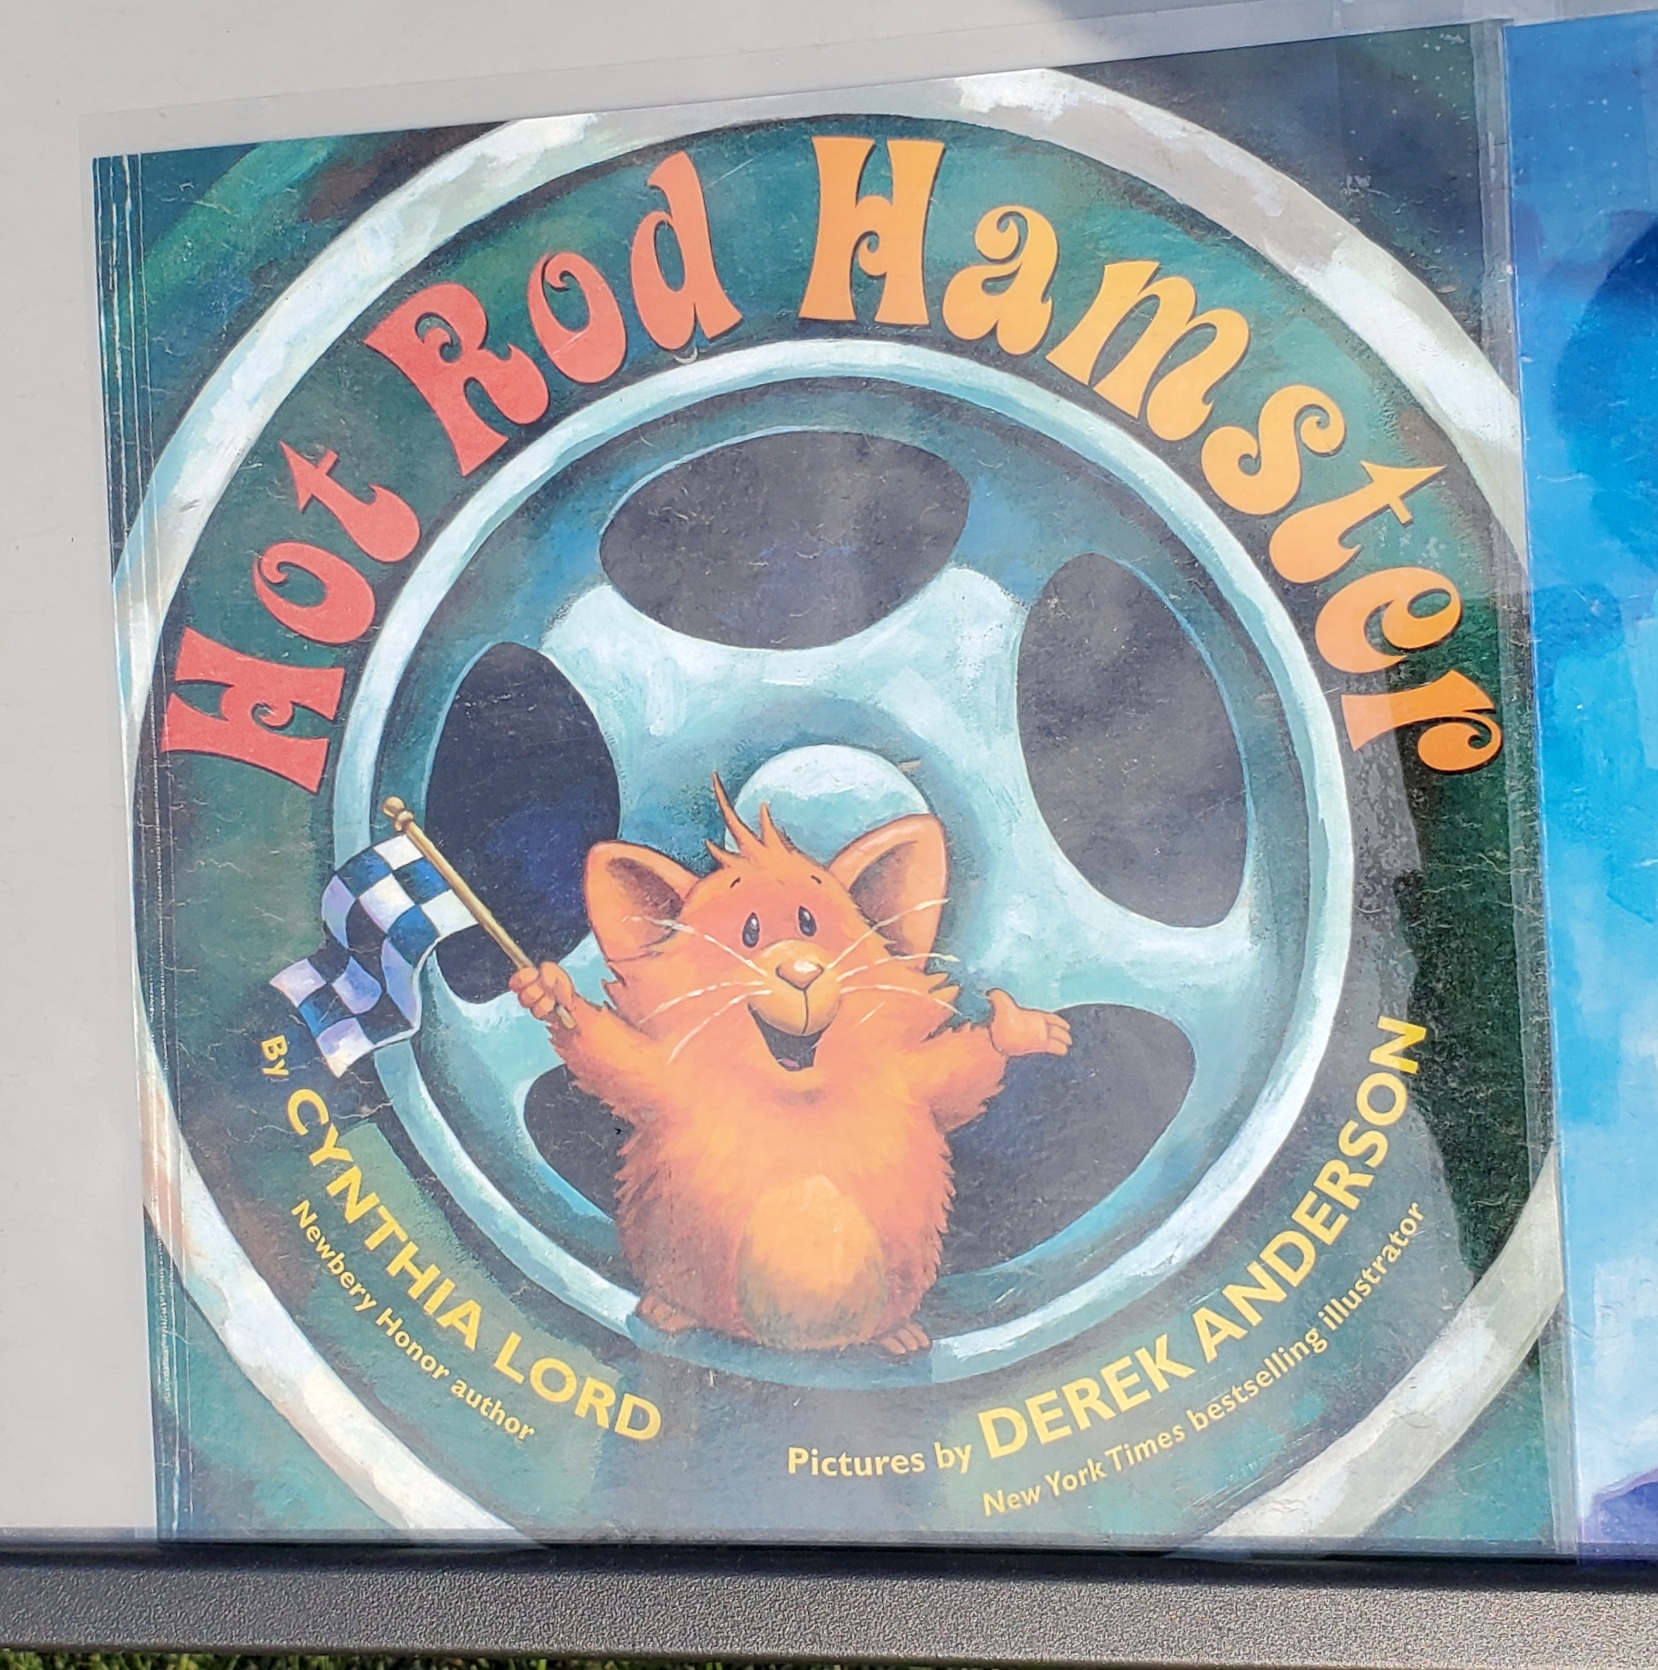 Hot Rod Hamster
By CYNTHIA LORD
Newbery Honor author
Pictures by DEREK ANDERSON
New York Times bestselling illustrator